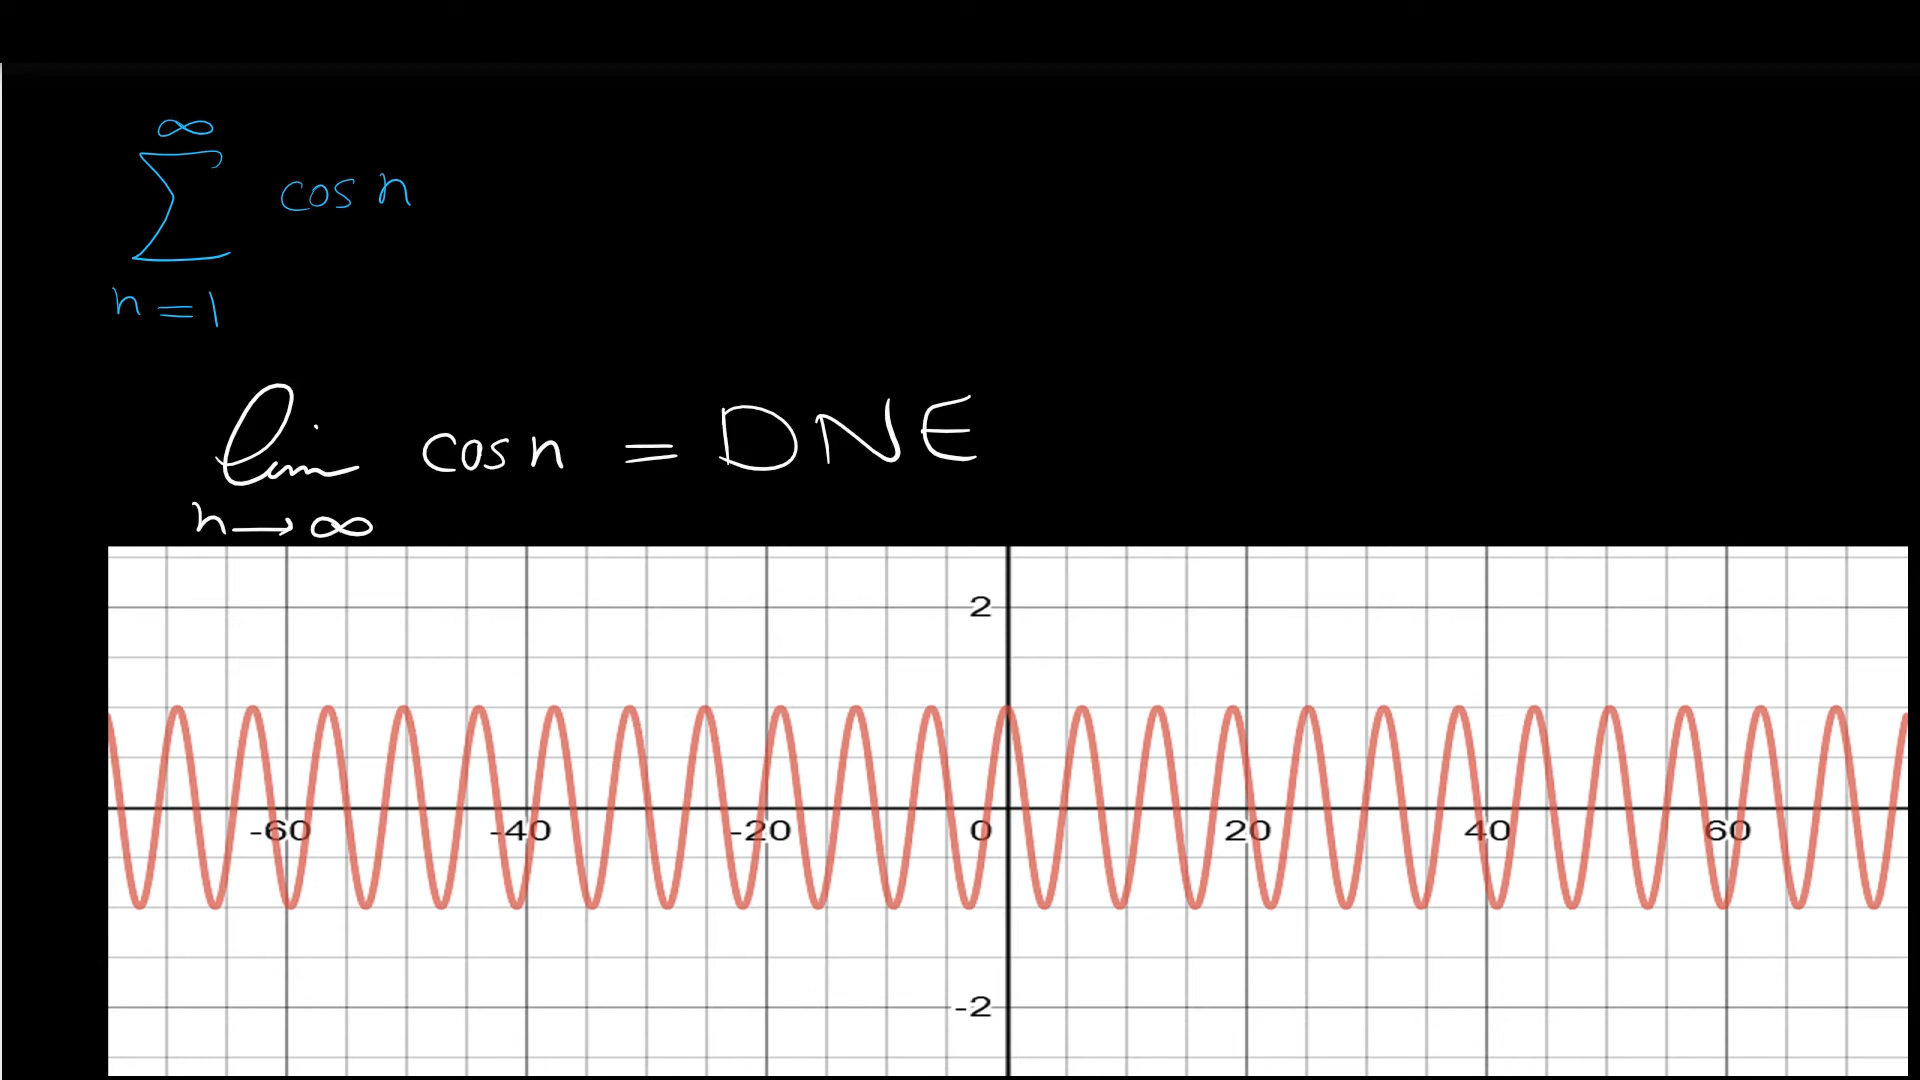 ∞
∑ cos n
n = 1
lim cos n = DNE
n → ∞
2
-60 -40 -20 0 20 40 60
-2